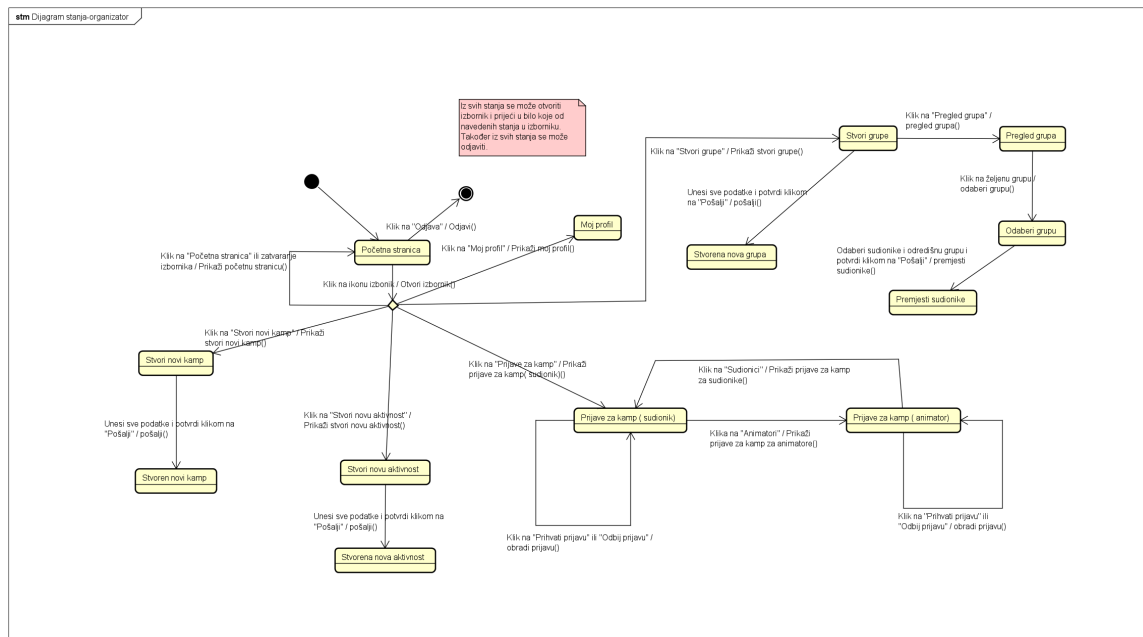 stm Dijagram stanja-organizator
Iz svih stanja se može otvoriti
izbornik i prijeći u bilo koje od
navedenih stanja u izborniku.
Također iz svih stanja se može
odjaviti.
Klik na "Pregled grupa" /
pregled grupa()
Stvori grupe
Pregled grupa
Klik na "Stvori grupe" / Prikaži stvori grupe()
Klik na željenu grupu /
odaberi grupu()
Unesi sve podatke i potvrdi klikom
na "Pošalji" / pošalji()
Klik na "Odjava" / Odjavi()
Moj profil
Odaberi grupu
Početna stranica
Klik na "Moj profil" / Prikaži moj profil()
Stvorena nova grupa
Klik na "Početna stranica" ili zatvaranje
izbornika / Prikaži početnu stranicu()
Odaberi sudionike i odredišnu grupu i
potvrdi klikom na "Pošalji" / premjesti
sudionike()
Klik na ikonu izbonik / Otvori izbornik()
Premjesti sudionike
Klik na "Stvori novi kamp" / Prikaži
stvori novi kamp()
Stvori novi kamp
Klik na "Prijave za kamp" / Prikaži
prijave za kamp( sudionik)()
Klik na "Sudionici" / Prikaži prijave za kamp
za sudionike()
Klik na "Stvori novu aktivnost" /
Prikaži stvori novu aktivnost()
Prijave za kamp ( sudionik)
Prijave za kamp ( animator)
Unesi sve podatke i potvrdi klikom na
"Pošalji" / pošalji()
Klika na "Animatori" / Prikaži
prijave za kamp za animatore()
Stvoren novi kamp
Stvori novu aktivnost
Unesi sve podatke i potvrdi klikom na
"Pošalji" / pošalji()
Klik na "Prihvati prijavu" ili
"Odbij prijavu" / obradi prijavu()
Klik na "Prihvati prijavu" ili "Odbij prijavu" /
obradi prijavu()
Stvorena nova aktivnost